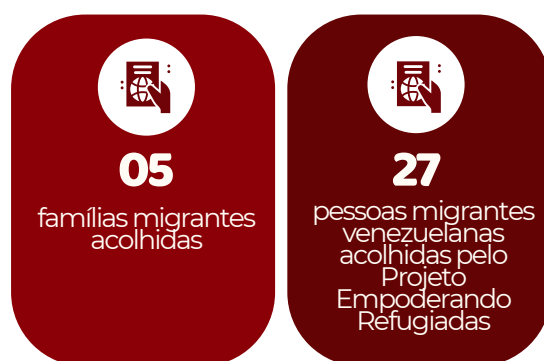 05
famílias migrantes
acolhidas
27
pessoas migrantes
venezuelanas
acolhidas pelo
Projeto
Empoderando
Refugiadas